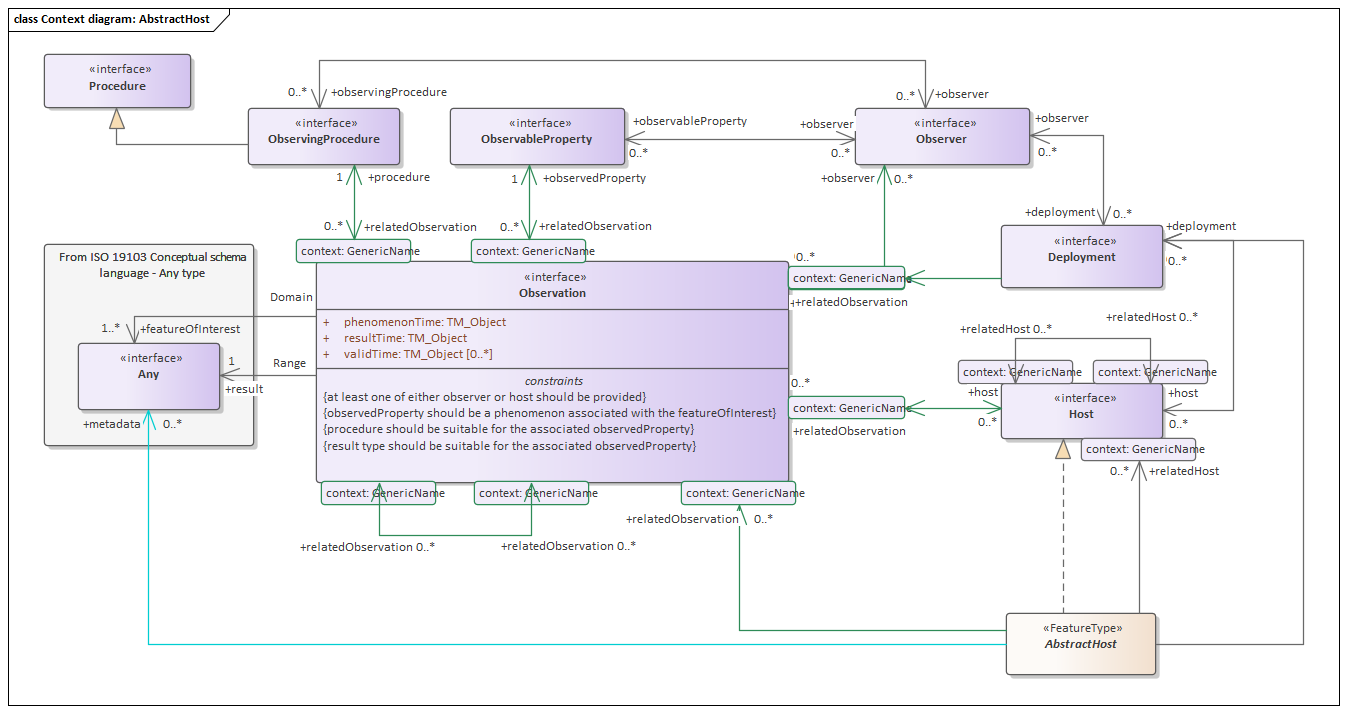 class Context diagram: AbstractHost
«interface»
Procedure
0..*
+observingProcedure
0..*
+observer
«interface»
ObservingProcedure
«interface»
ObservableProperty
+observableProperty
0..*
+observer
0..*
«interface»
Observer
+observer
0..*
1
+procedure
1
+observedProperty
+observer
0..*
0..*
+relatedObservation
0..*
+relatedObservation
+deployment
0..*
+deployment
0..*
«interface»
Deployment
context: GenericName
context: GenericName
From ISO 19103 Conceptual schema
language - Any type
«interface»
Observation
0..*
context: GenericName
+relatedObservation
Domain
1..*
+featureOfInterest
+ phenomenonTime: TM_Object
+ resultTime: TM_Object
+ validTime: TM_Object [0..*]
+relatedHost 0..*
+relatedHost 0..*
«interface»
Any
1
Range
+result
context: GenericName
context: GenericName
constraints
{at least one of either observer or host should be provided}
{observedProperty should be a phenomenon associated with the featureOfInterest}
{procedure should be suitable for the associated observedProperty}
{result type should be suitable for the associated observedProperty}
0..*
context: GenericName
+relatedObservation
+host
0..*
«interface»
Host
+host
0..*
+metadata
0..*
context: GenericName
0..*
+relatedHost
context: GenericName
context: GenericName
context: GenericName
+relatedObservation
0..*
+relatedObservation 0..*
+relatedObservation 0..*
«FeatureType»
AbstractHost